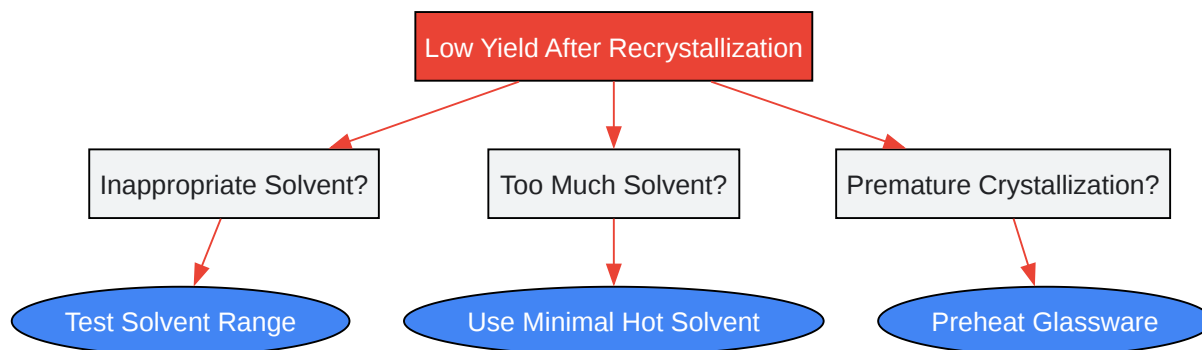 Low Yield After Recrystallization
Inappropriate Solvent?
Too Much Solvent?
Premature Crystallization?
Test Solvent Range
Use Minimal Hot Solvent
Preheat Glassware